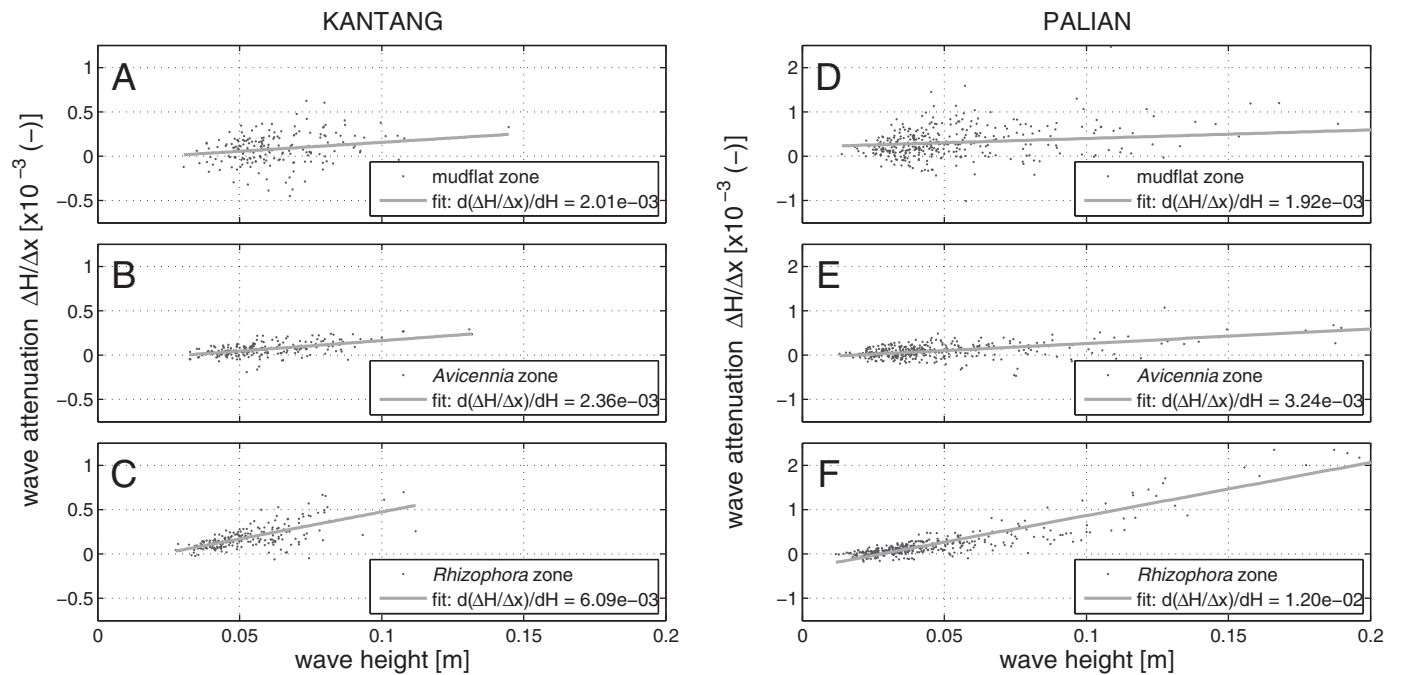 KANTANG
wave attenuation ΔH/Δx [x10⁻³ (−)]
A
1
0.5
0
−0.5
mudflat zone
fit: d(ΔH/Δx)/dH = 2.01e−03
B
1
0.5
0
−0.5
Avicennia zone
fit: d(ΔH/Δx)/dH = 2.36e−03
C
1
0.5
0
−0.5
Rhizophora zone
fit: d(ΔH/Δx)/dH = 6.09e−03
0 0.05 0.1 0.15 0.2
wave height [m]
PALIAN
wave attenuation ΔH/Δx [x10⁻³ (−)]
D
2
1
0
−1
mudflat zone
fit: d(ΔH/Δx)/dH = 1.92e−03
E
2
1
0
−1
Avicennia zone
fit: d(ΔH/Δx)/dH = 3.24e−03
F
2
1
0
−1
Rhizophora zone
fit: d(ΔH/Δx)/dH = 1.20e−02
0 0.05 0.1 0.15 0.2
wave height [m]